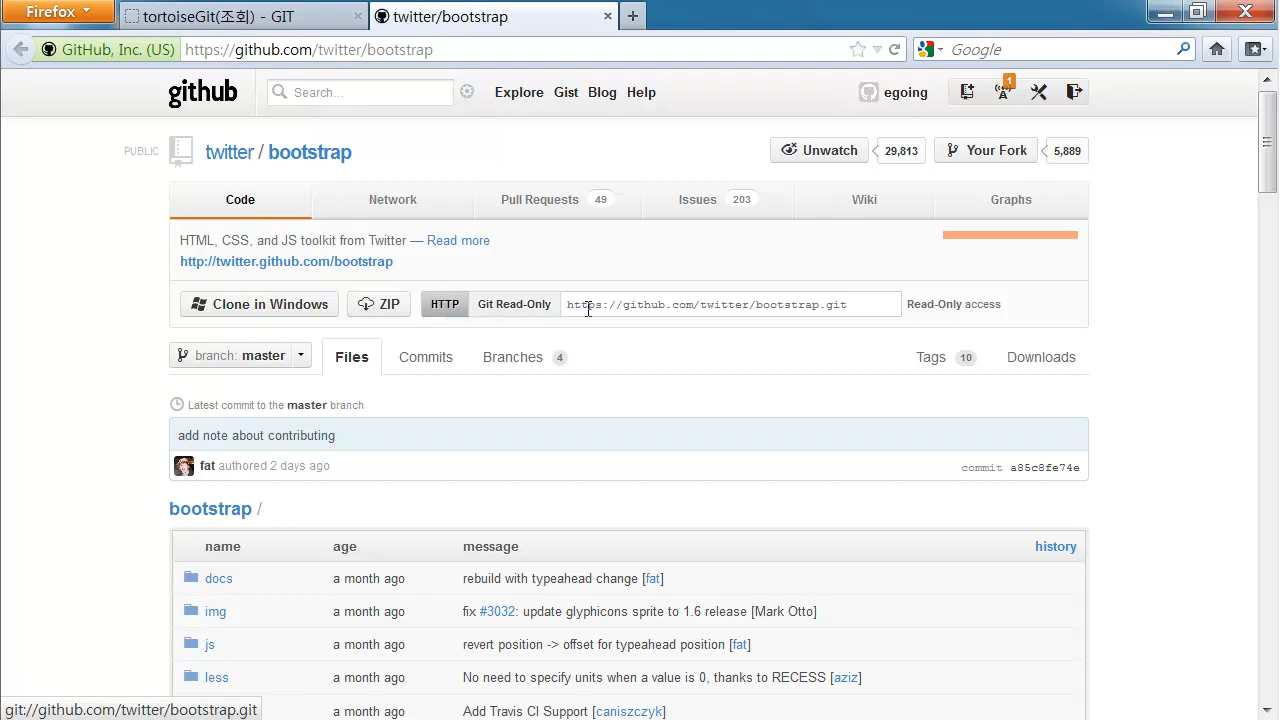 Firefox
tortoiseGit(조회) - GIT
twitter/bootstrap
GitHub, Inc. (US)
https://github.com/twitter/bootstrap
Google
github
Search...
Explore Gist Blog Help
egoing
1
PUBLIC
twitter / bootstrap
Unwatch 29,813
Your Fork 5,889
Code
Network
Pull Requests 49
Issues 203
Wiki
Graphs
HTML, CSS, and JS toolkit from Twitter — Read more
http://twitter.github.com/bootstrap
Clone in Windows
ZIP
HTTP
Git Read-Only
https://github.com/twitter/bootstrap.git
Read-Only access
branch: master
Files
Commits
Branches 4
Tags 10
Downloads
Latest commit to the master branch
add note about contributing
fat authored 2 days ago
commit a85c8fe74e
bootstrap /
name age message history
docs a month ago rebuild with typeahead change [fat]
img a month ago fix #3032: update glyphicons sprite to 1.6 release [Mark Otto]
js a month ago revert position -> offset for typeahead position [fat]
less a month ago No need to specify units when a value is 0, thanks to RECESS [aziz]
a month ago Add Travis CI Support [caniszczyk]
git://github.com/twitter/bootstrap.git